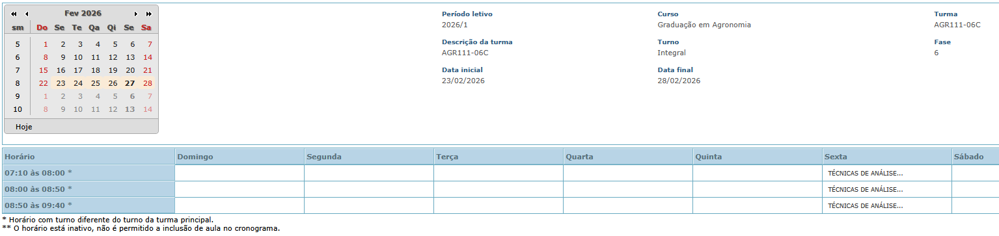 Fev 2026
sm Do Se Te Qa Qi Se Sa
5 1 2 3 4 5 6 7
6 8 9 10 11 12 13 14
7 15 16 17 18 19 20 21
8 22 23 24 25 26 27 28
9 1 2 3 4 5 6 7
10 8 9 10 11 12 13 14
Hoje
Período letivo Curso Turma
2026/1 Graduação em Agronomia AGR111-06C
Descrição da turma Turno Fase
AGR111-06C Integral 6
Data inicial Data final
23/02/2026 28/02/2026
Horário Domingo Segunda Terça Quarta Quinta Sexta Sábado
07:10 às 08:00 * TÉCNICAS DE ANÁLISE...
08:00 às 08:50 * TÉCNICAS DE ANÁLISE...
08:50 às 09:40 * TÉCNICAS DE ANÁLISE...
* Horário com turno diferente do turno da turma principal.
** O horário está inativo, não é permitido a inclusão de aula no cronograma.